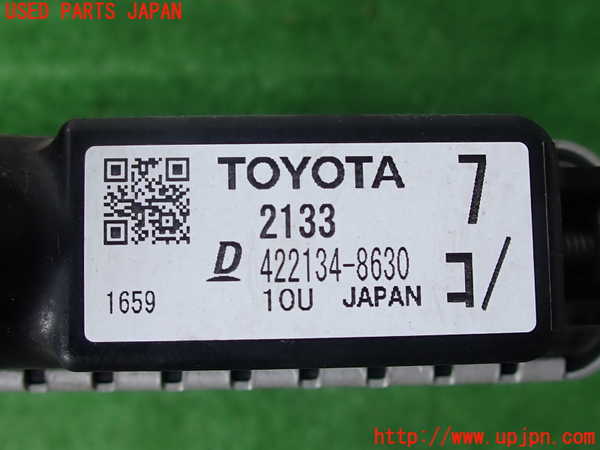 USED PARTS JAPAN
TOYOTA
7
2133
D 422134-8630
コ/
1659
10U JAPAN
http://www.upjpn.com/